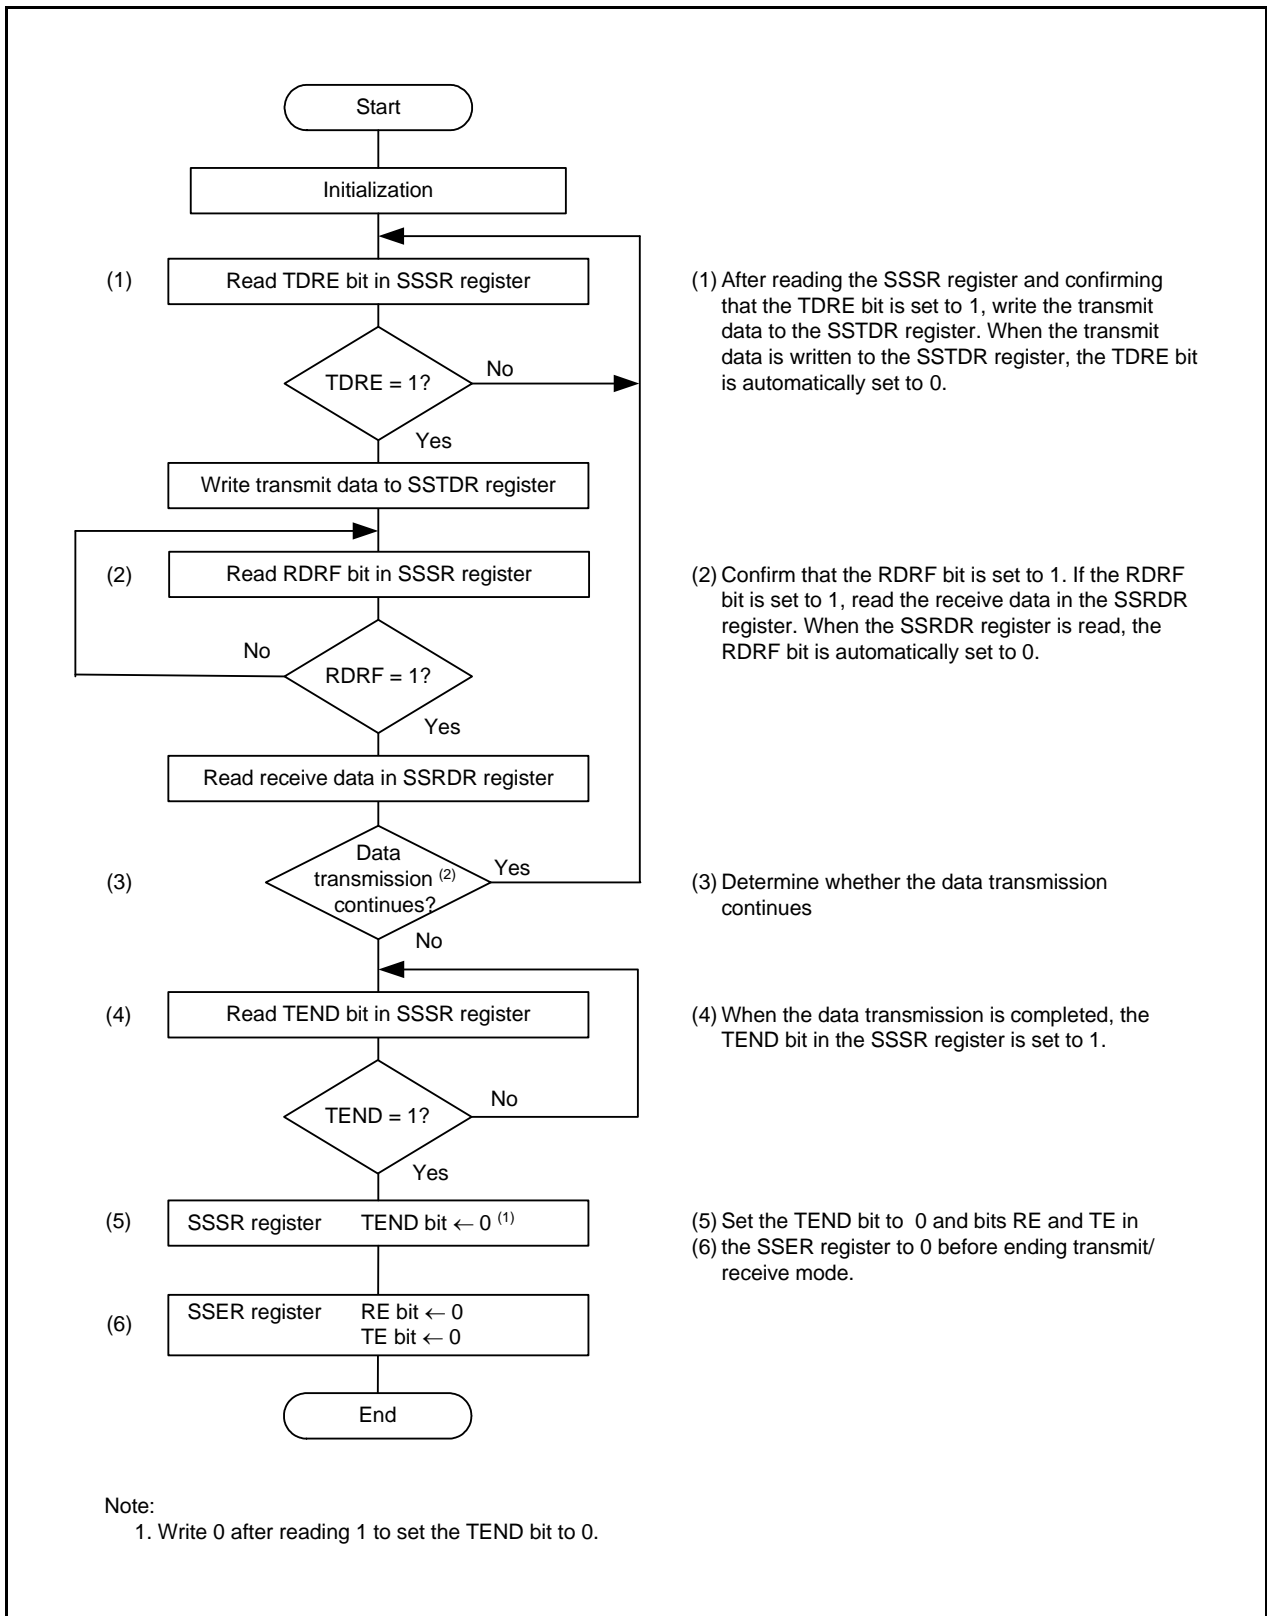 Start
Initialization
(1)
Read TDRE bit in SSSR register
(1) After reading the SSSR register and confirming
that the TDRE bit is set to 1, write the transmit
data to the SSTDR register. When the transmit
data is written to the SSTDR register, the TDRE bit
is automatically set to 0.
TDRE = 1?
No
Yes
Write transmit data to SSTDR register
(2)
Read RDRF bit in SSSR register
(2) Confirm that the RDRF bit is set to 1. If the RDRF
bit is set to 1, read the receive data in the SSRDR
register. When the SSRDR register is read, the
RDRF bit is automatically set to 0.
No
RDRF = 1?
Yes
Read receive data in SSRDR register
(3)
Data
transmission (2)
continues?
Yes
(3) Determine whether the data transmission
continues
No
(4)
Read TEND bit in SSSR register
(4) When the data transmission is completed, the
TEND bit in the SSSR register is set to 1.
TEND = 1?
No
Yes
(5)
SSSR register TEND bit ← 0 (1)
(5) Set the TEND bit to 0 and bits RE and TE in
(6) the SSER register to 0 before ending transmit/
receive mode.
(6)
SSER register RE bit ← 0
TE bit ← 0
End
Note:
1. Write 0 after reading 1 to set the TEND bit to 0.